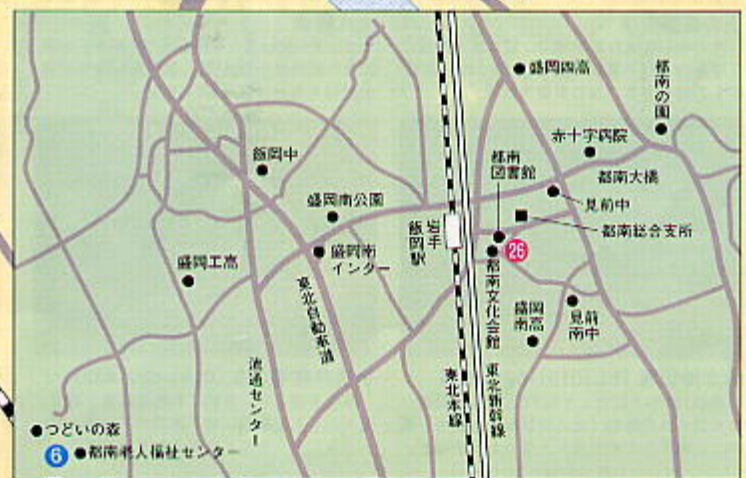 盛岡四高
都南の園
赤十字病院
都南
図書館
都南大橋
見前中
都南総合支所
飯岡中
盛岡南公園
岩手
飯岡駅
26
盛岡南
インター
盛岡工高
都南文化会館
盛岡
南高
見前
南中
東北自動車道
流通センター
東北本線
東北新幹線
つどいの森
6
都南老人福祉センター